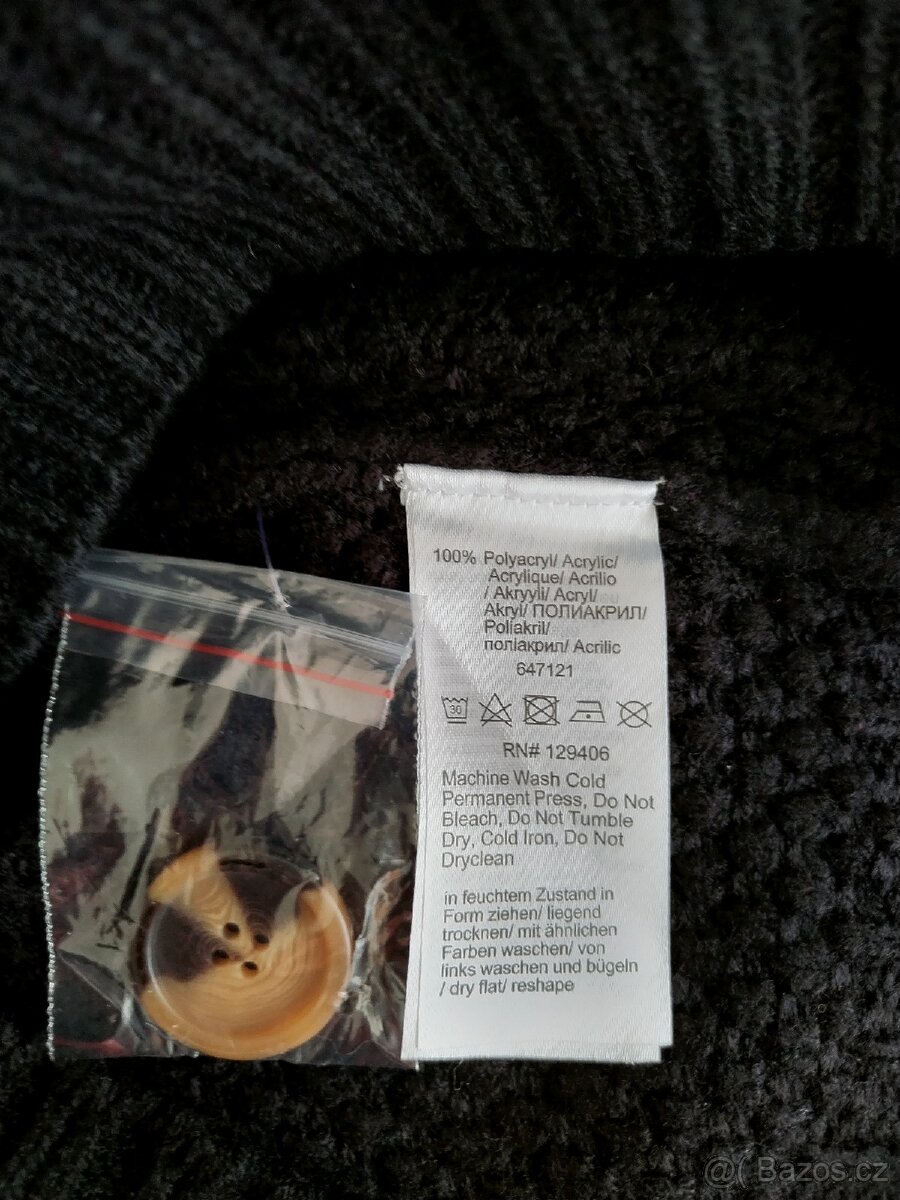 100% Polyacryl/ Acrylic/
Acrylique/ Acrilio
/ Akryyli/ Acryl/
Akryl/ ПОЛИАКРИЛ/
Poliakril/
поліакрил/ Acrilic
647121
30
RN# 129406
Machine Wash Cold
Permanent Press, Do Not
Bleach, Do Not Tumble
Dry, Cold Iron, Do Not
Dryclean
in feuchtem Zustand in
Form ziehen/ liegend
trocknen/ mit ähnlichen
Farben waschen/ von
links waschen und bügeln
/ dry flat/ reshape
@( Bazos.cz